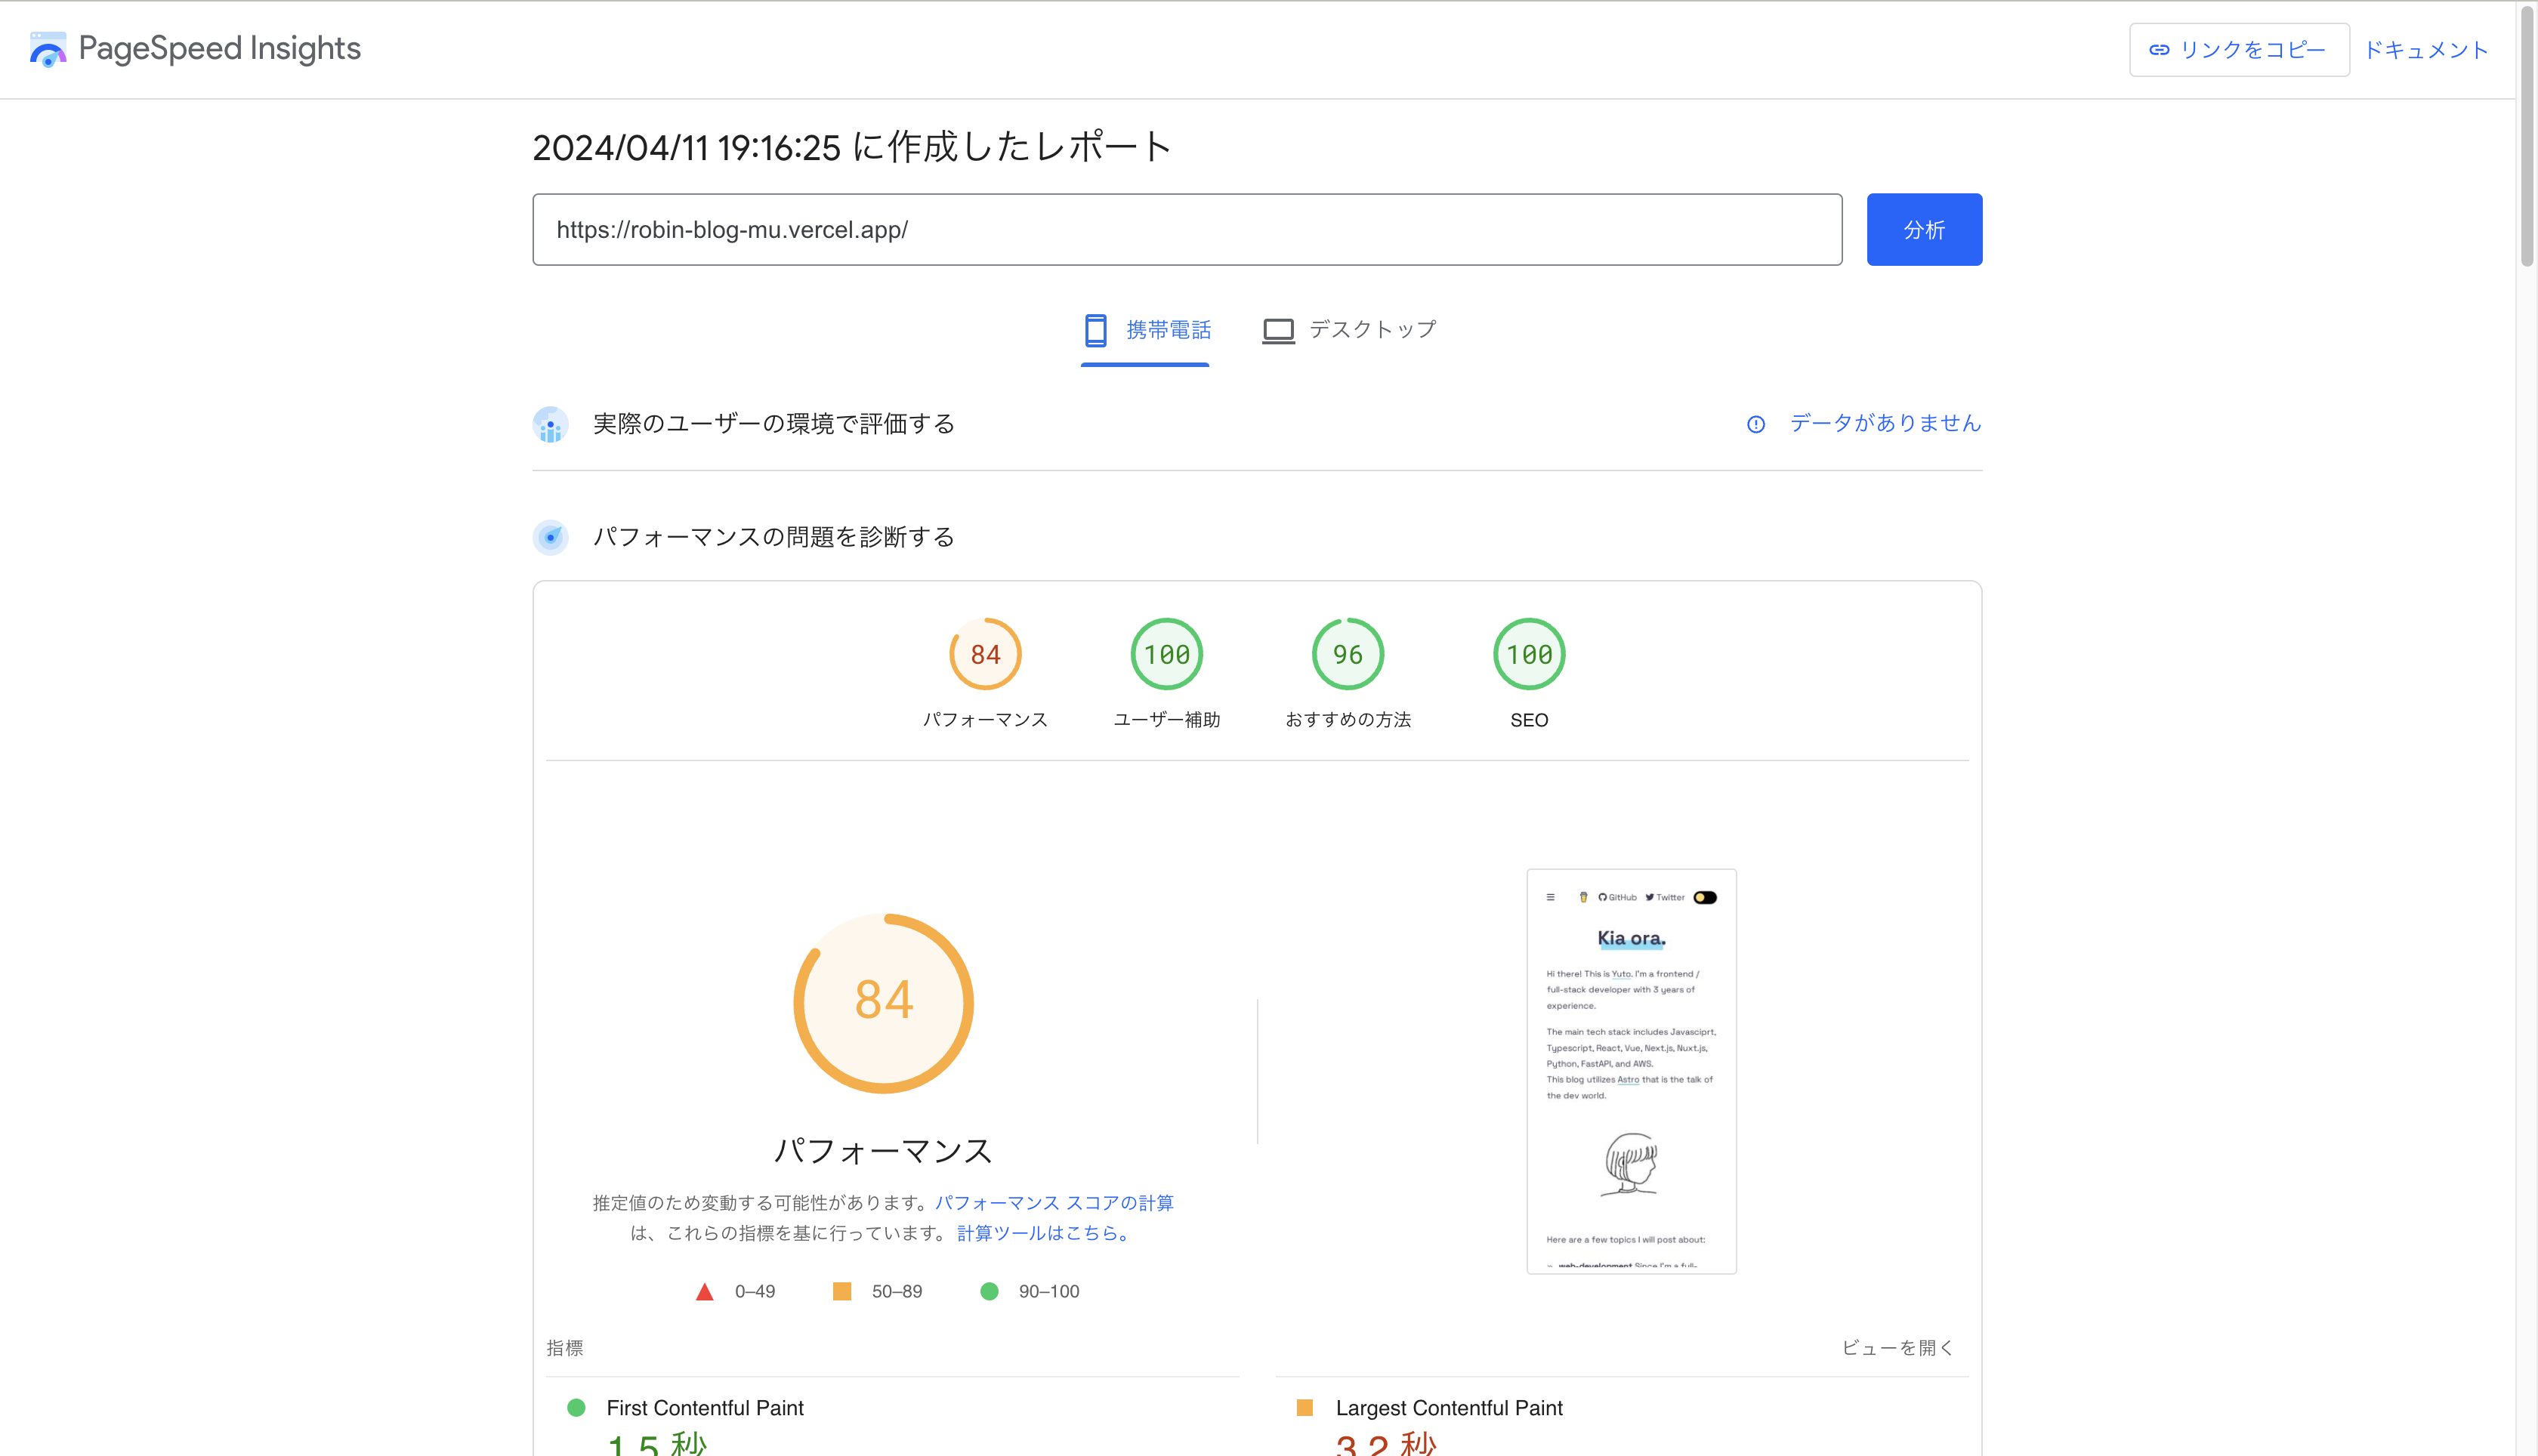 PageSpeed Insights
リンクをコピー
ドキュメント
2024/04/11 19:16:25 に作成したレポート
https://robin-blog-mu.vercel.app/
分析
携帯電話
デスクトップ
実際のユーザーの環境で評価する
データがありません
パフォーマンスの問題を診断する
84
100
96
100
パフォーマンス
ユーザー補助
おすすめの方法
SEO
84
パフォーマンス
推定値のため変動する可能性があります。パフォーマンス スコアの計算
は、これらの指標を基に行っています。計算ツールはこちら。
0–49
50–89
90–100
GitHub
Twitter
Kia ora.
Hi there! This is Yuto. I'm a frontend /
full-stack developer with 3 years of
experience.
The main tech stack includes Javasciprt,
Typescript, React, Vue, Next.js, Nuxt.js,
Python, FastAPI, and AWS.
This blog utilizes Astro that is the talk of
the dev world.
Here are a few topics I will post about:
web-development Since I'm a full-
指標
ビューを開く
First Contentful Paint
1.5 秒
Largest Contentful Paint
3.2 秒